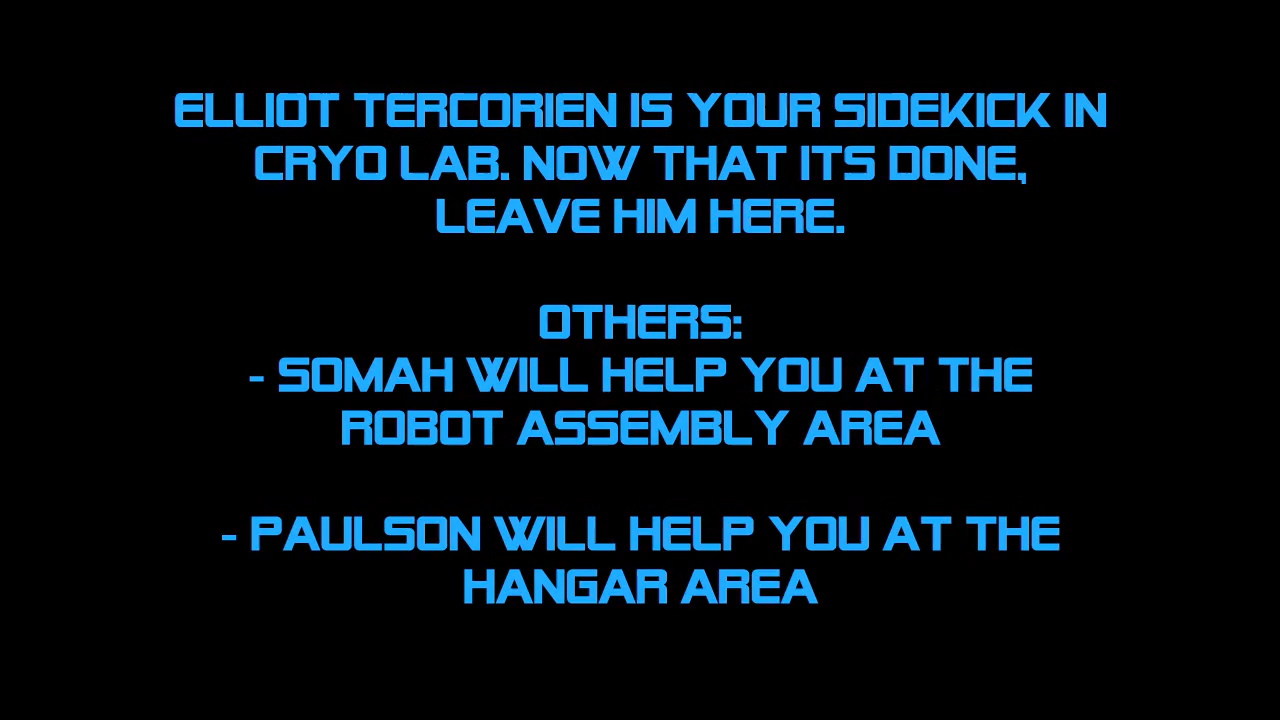 ELLIOT TERCORIEN IS YOUR SIDEKICK IN
CRYO LAB. NOW THAT ITS DONE,
LEAVE HIM HERE.
OTHERS:
- SOMAH WILL HELP YOU AT THE
ROBOT ASSEMBLY AREA
- PAULSON WILL HELP YOU AT THE
HANGAR AREA